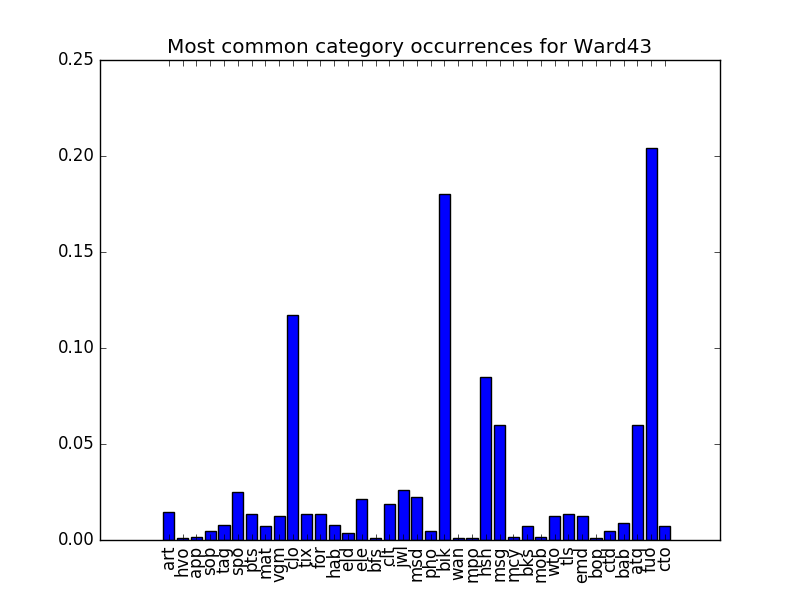 Most common category occurrences for Ward43
0.25
0.20
0.15
0.10
0.05
0.00
art
hvo
app
sop
tag
spo
pts
mat
vgm
clo
tix
for
hab
eld
ele
bfs
clt
jwl
msd
pho
bik
wan
mpo
hsh
msg
mcy
bks
mob
wto
tls
emd
bop
ctd
bab
atq
fuo
cto